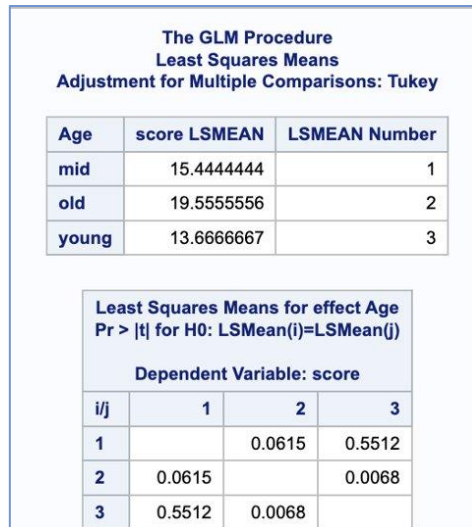 The GLM Procedure
Least Squares Means
Adjustment for Multiple Comparisons: Tukey
Age score LSMEAN LSMEAN Number
mid 15.4444444 1
old 19.5555556 2
young 13.6666667 3
Least Squares Means for effect Age
Pr > |t| for H0: LSMean(i)=LSMean(j)
Dependent Variable: score
i/j 1 2 3
1 0.0615 0.5512
2 0.0615 0.0068
3 0.5512 0.0068